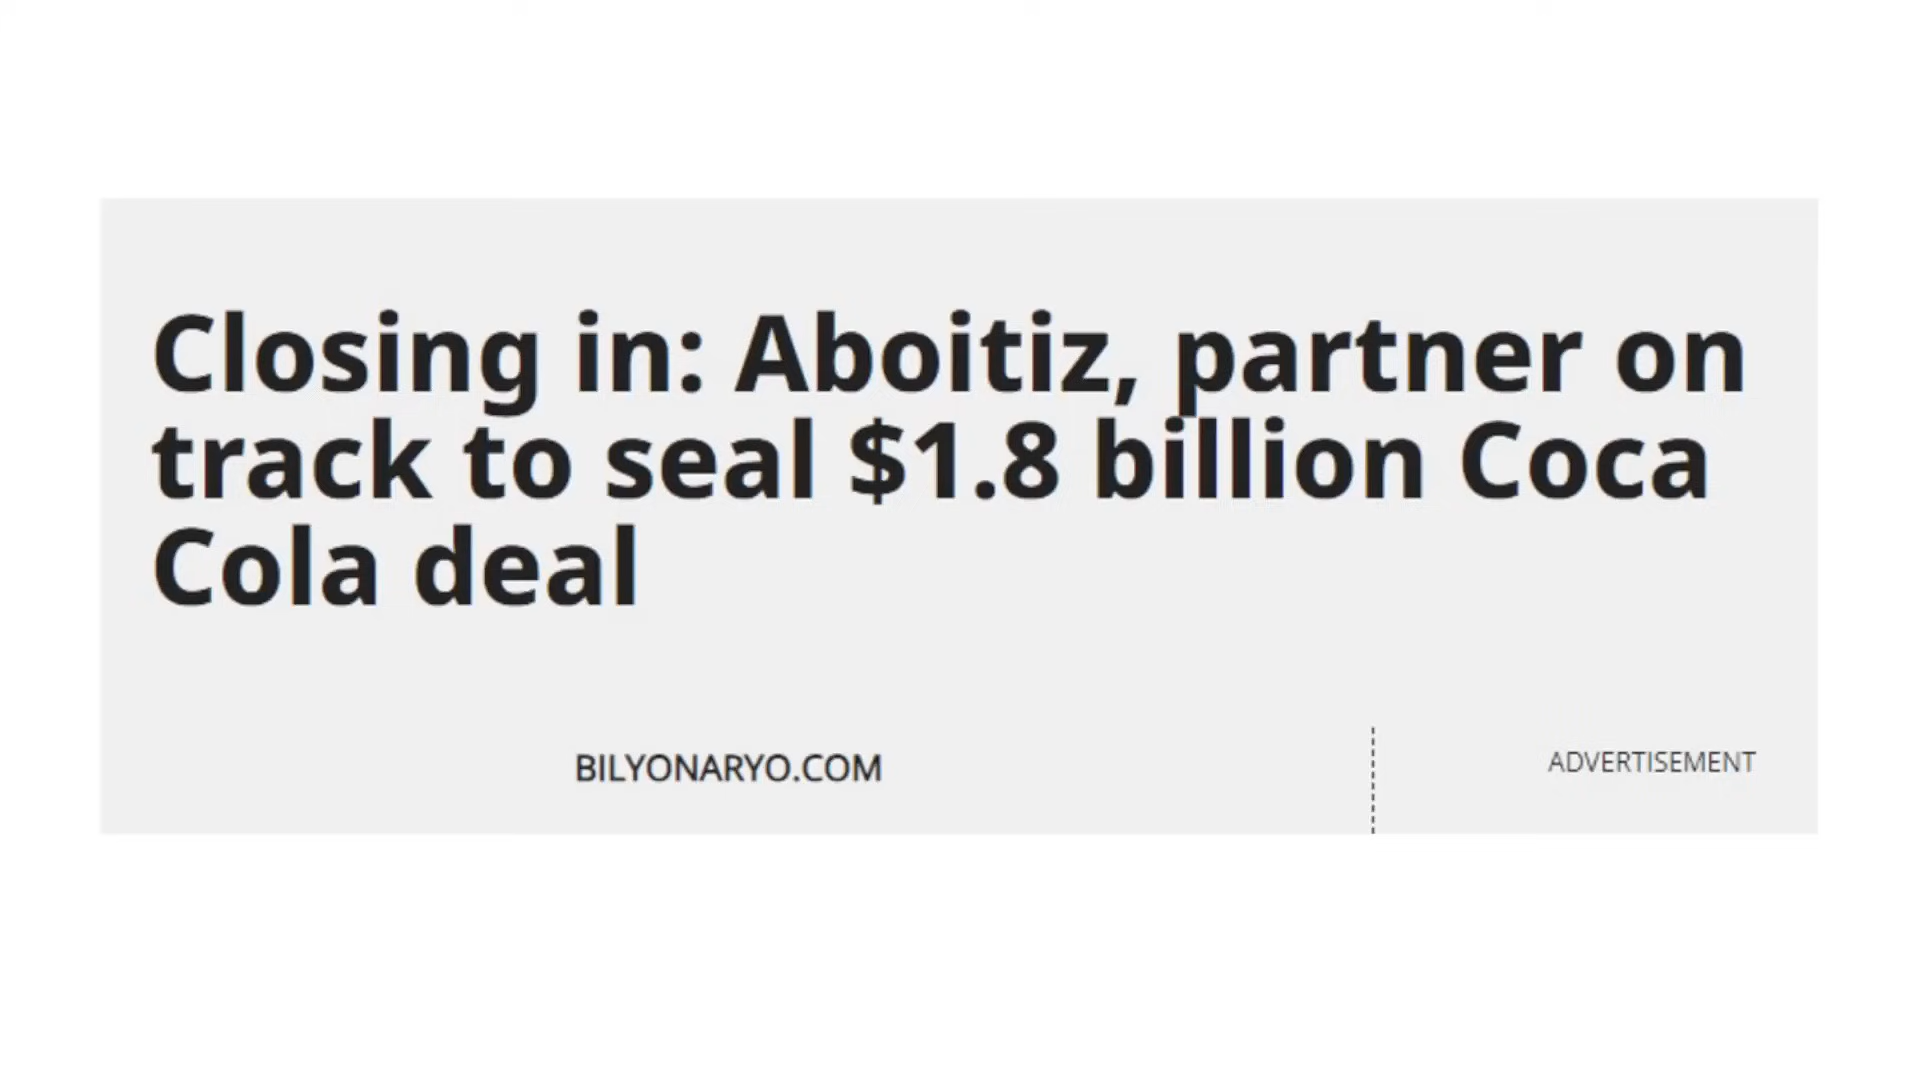 Closing in: Aboitiz, partner on
track to seal $1.8 billion Coca
Cola deal
BILYONARYO.COM
ADVERTISEMENT